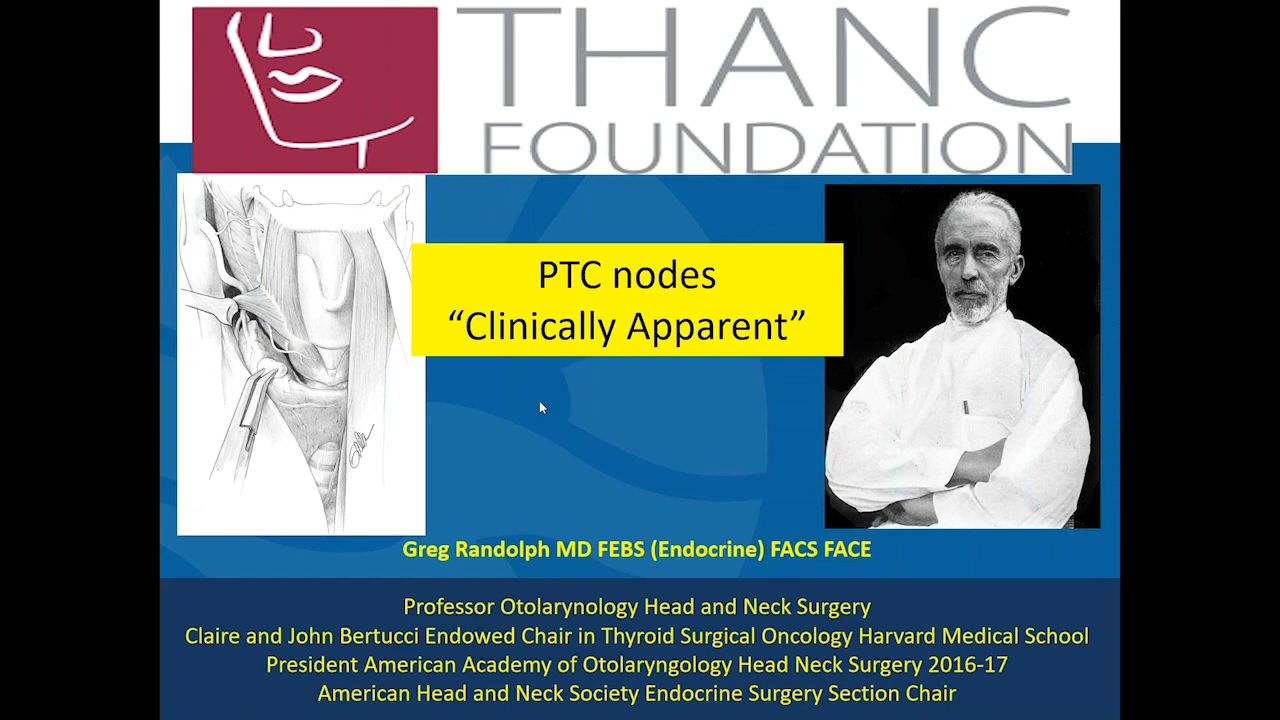 THANC
FOUNDATION
PTC nodes
“Clinically Apparent”
Greg Randolph MD FEBS (Endocrine) FACS FACE
Professor Otolarynology Head and Neck Surgery
Claire and John Bertucci Endowed Chair in Thyroid Surgical Oncology Harvard Medical School
President American Academy of Otolaryngology Head Neck Surgery 2016-17
American Head and Neck Society Endocrine Surgery Section Chair